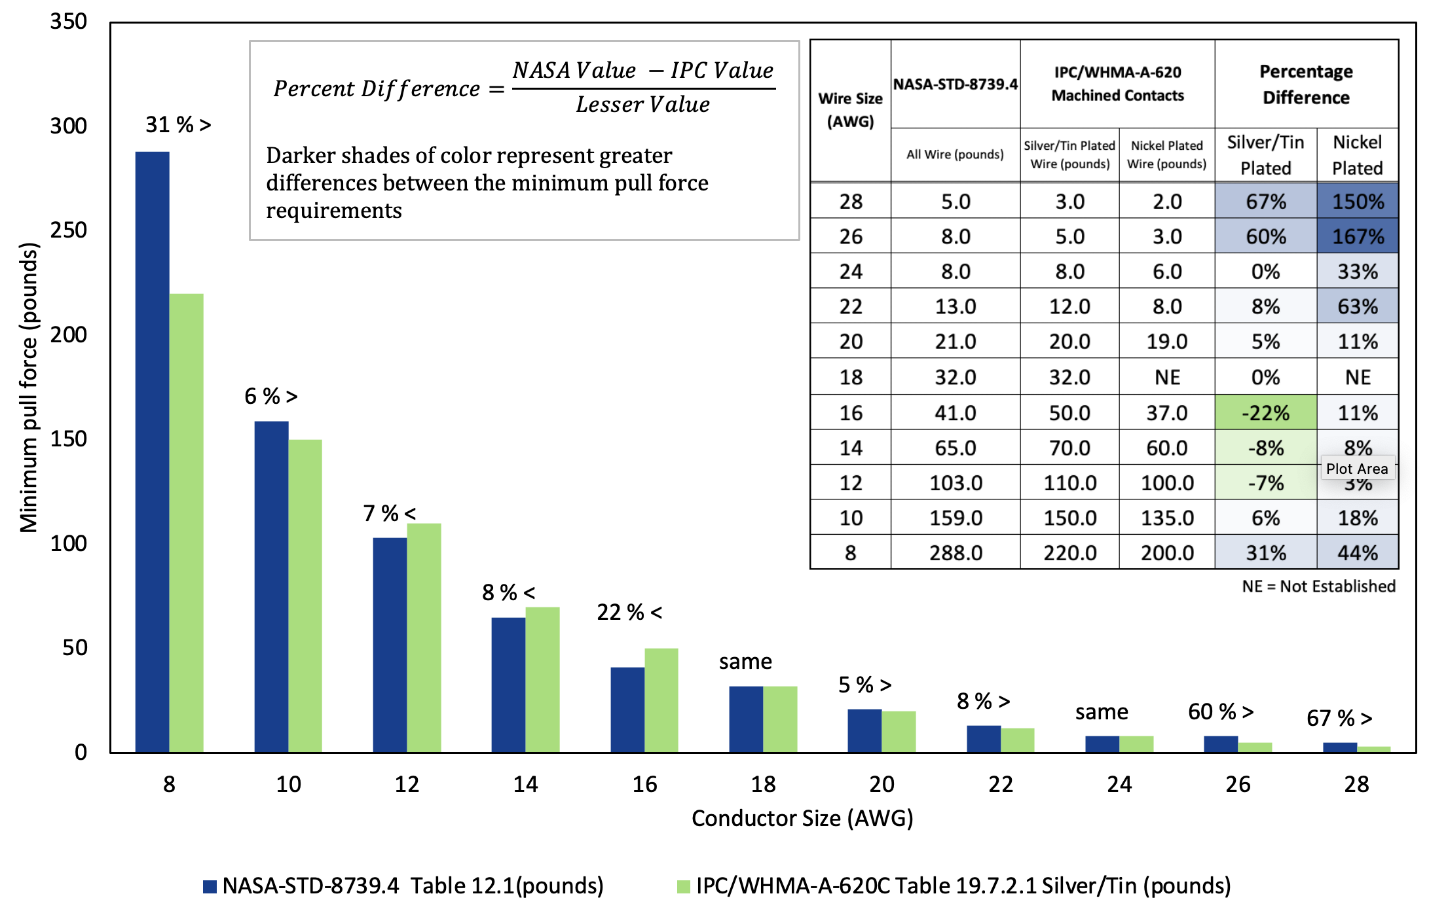 350
300
250
200
150
100
50
0
Minimum pull force (pounds)
Percent Difference = NASA Value − IPC Value
Lesser Value
Darker shades of color represent greater
differences between the minimum pull force
requirements
Wire Size
(AWG)
NASA-STD-8739.4
IPC/WHMA-A-620
Machined Contacts
Percentage
Difference
All Wire (pounds)
Silver/Tin Plated
Wire (pounds)
Nickel Plated
Wire (pounds)
Silver/Tin
Plated
Nickel
Plated
28 5.0 3.0 2.0 67% 150%
26 8.0 5.0 3.0 60% 167%
24 8.0 8.0 6.0 0% 33%
22 13.0 12.0 8.0 8% 63%
20 21.0 20.0 19.0 5% 11%
18 32.0 32.0 NE 0% NE
16 41.0 50.0 37.0 -22% 11%
14 65.0 70.0 60.0 -8% 8%
Plot Area
12 103.0 110.0 100.0 -7% 3%
10 159.0 150.0 135.0 6% 18%
8 288.0 220.0 200.0 31% 44%
NE = Not Established
31 % >
6 % >
7 % <
8 % <
22 % <
same
5 % >
8 % >
same
60 % >
67 % >
8 10 12 14 16 18 20 22 24 26 28
Conductor Size (AWG)
NASA-STD-8739.4 Table 12.1(pounds)
IPC/WHMA-A-620C Table 19.7.2.1 Silver/Tin (pounds)